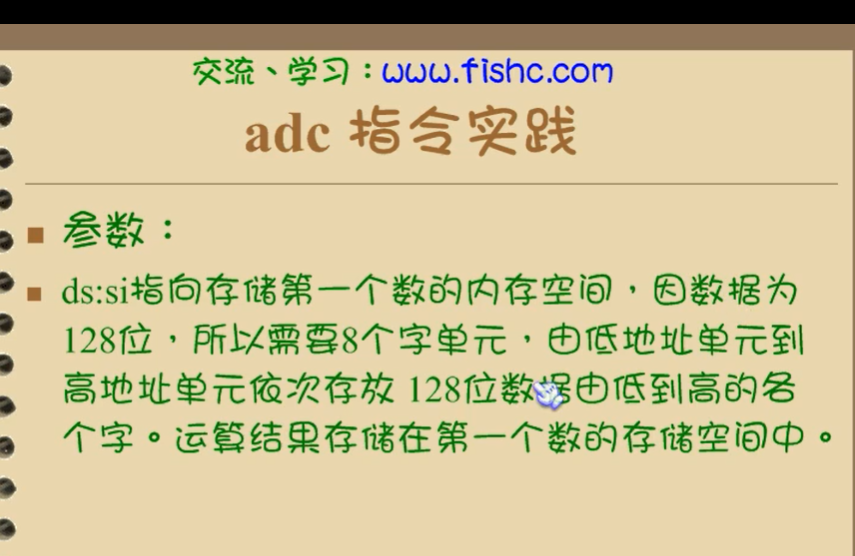 交流、学习：www.fishc.com
adc 指令实践
参数：
ds:si指向存储第一个数的内存空间，因数据为
128位，所以需要8个字单元，由低地址单元到
高地址单元依次存放 128位数据由低到高的各
个字。运算结果存储在第一个数的存储空间中。